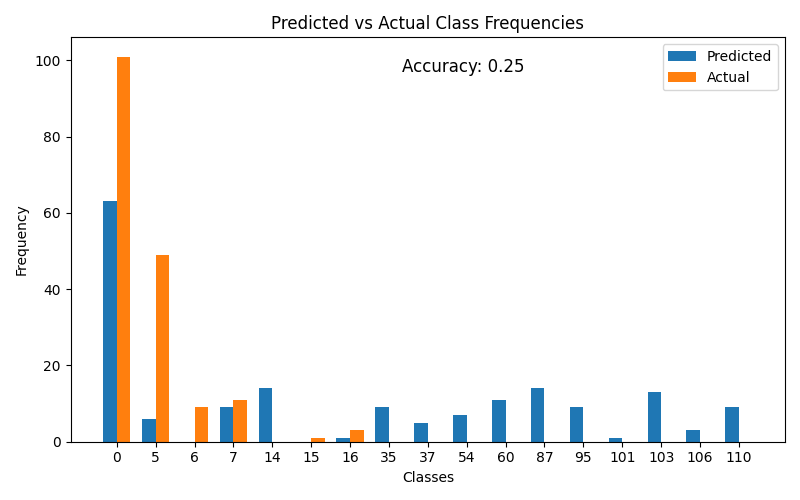 Predicted vs Actual Class Frequencies
Accuracy: 0.25
Predicted
Actual
Frequency
100
80
60
40
20
0
0 5 6 7 14 15 16 35 37 54 60 87 95 101 103 106 110
Classes